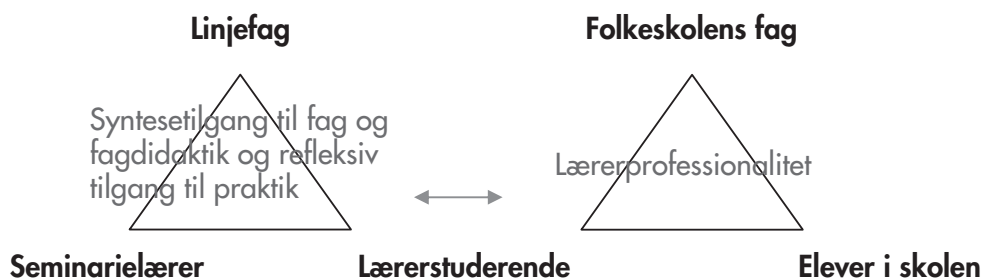 Linjefag
Folkeskolens fag
Syntesetilgang til fag og
fagdidaktik og refleksiv
tilgang til praktik
Lærerprofessionalitet
Seminarielærer
Lærerstuderende
Elever i skolen